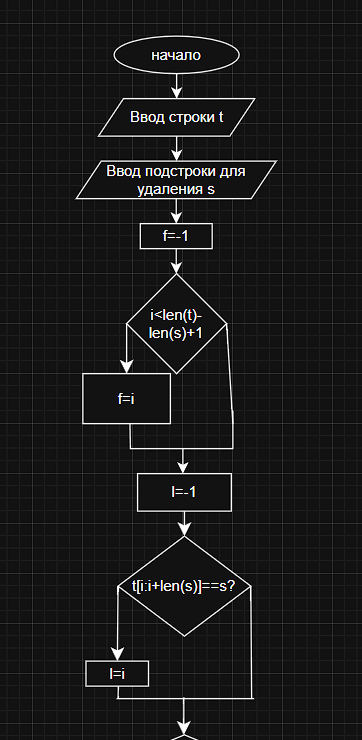 начало
Ввод строки t
Ввод подстроки для
удаления s
f=-1
i<len(t)-
len(s)+1
f=i
l=-1
t[i:i+len(s)]==s?
l=i